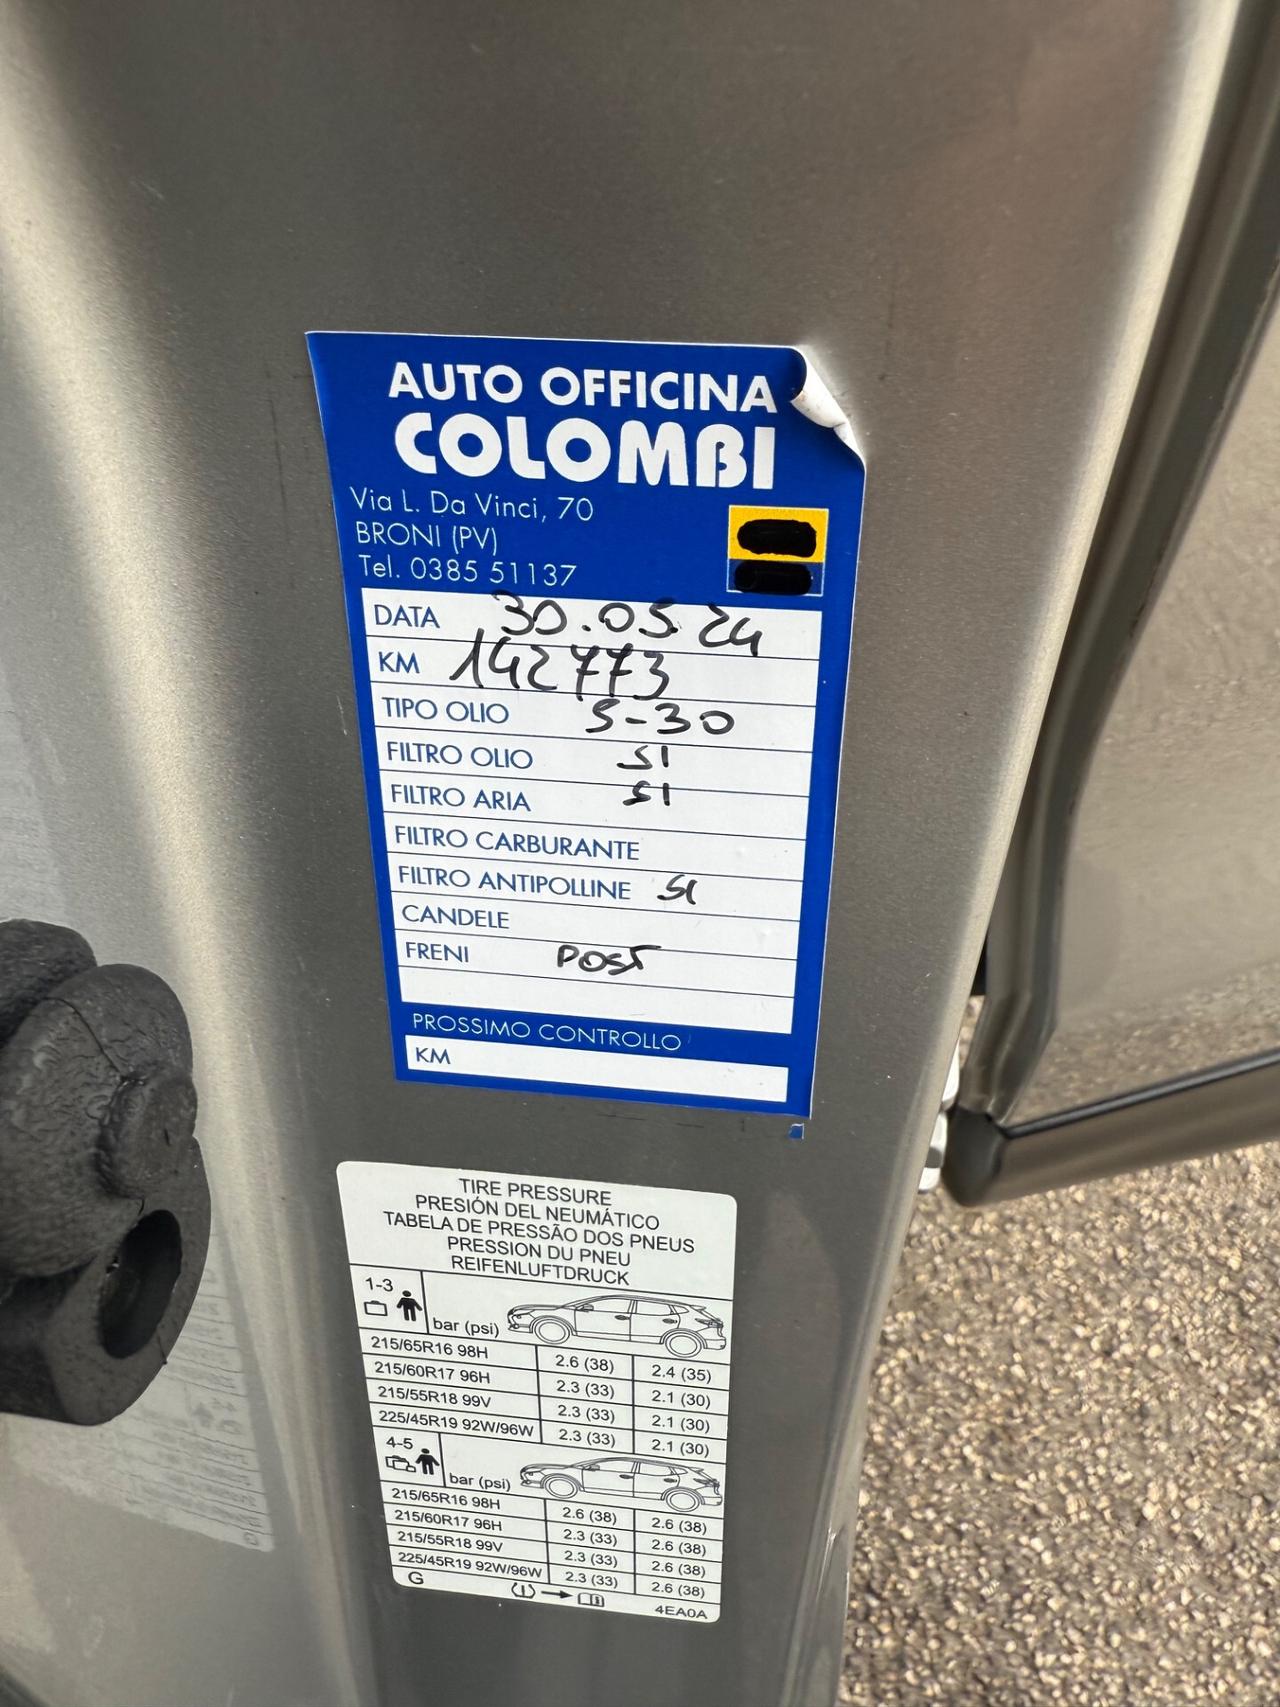 AUTO OFFICINA
COLOMBI
Via L. Da Vinci, 70
BRONI (PV)
Tel. 0385 51137
DATA 30.05.24
KM 142773
TIPO OLIO 5-30
FILTRO OLIO SI
FILTRO ARIA SI
FILTRO CARBURANTE
FILTRO ANTIPOLLINE SI
CANDELE
FRENI POST
PROSSIMO CONTROLLO
KM
TIRE PRESSURE
PRESIÓN DEL NEUMÁTICO
TABELA DE PRESSÃO DOS PNEUS
PRESSION DU PNEU
REIFENLUFTDRUCK
1-3 bar (psi)
215/65R16 98H 2.6 (38) 2.4 (35)
215/60R17 96H 2.3 (33) 2.1 (30)
215/55R18 99V 2.3 (33) 2.1 (30)
225/45R19 92W/96W 2.3 (33) 2.1 (30)
4-5 bar (psi)
215/65R16 98H 2.6 (38) 2.6 (38)
215/60R17 96H 2.3 (33) 2.6 (38)
215/55R18 99V 2.3 (33) 2.6 (38)
225/45R19 92W/96W 2.3 (33) 2.6 (38)
G 4EA0A